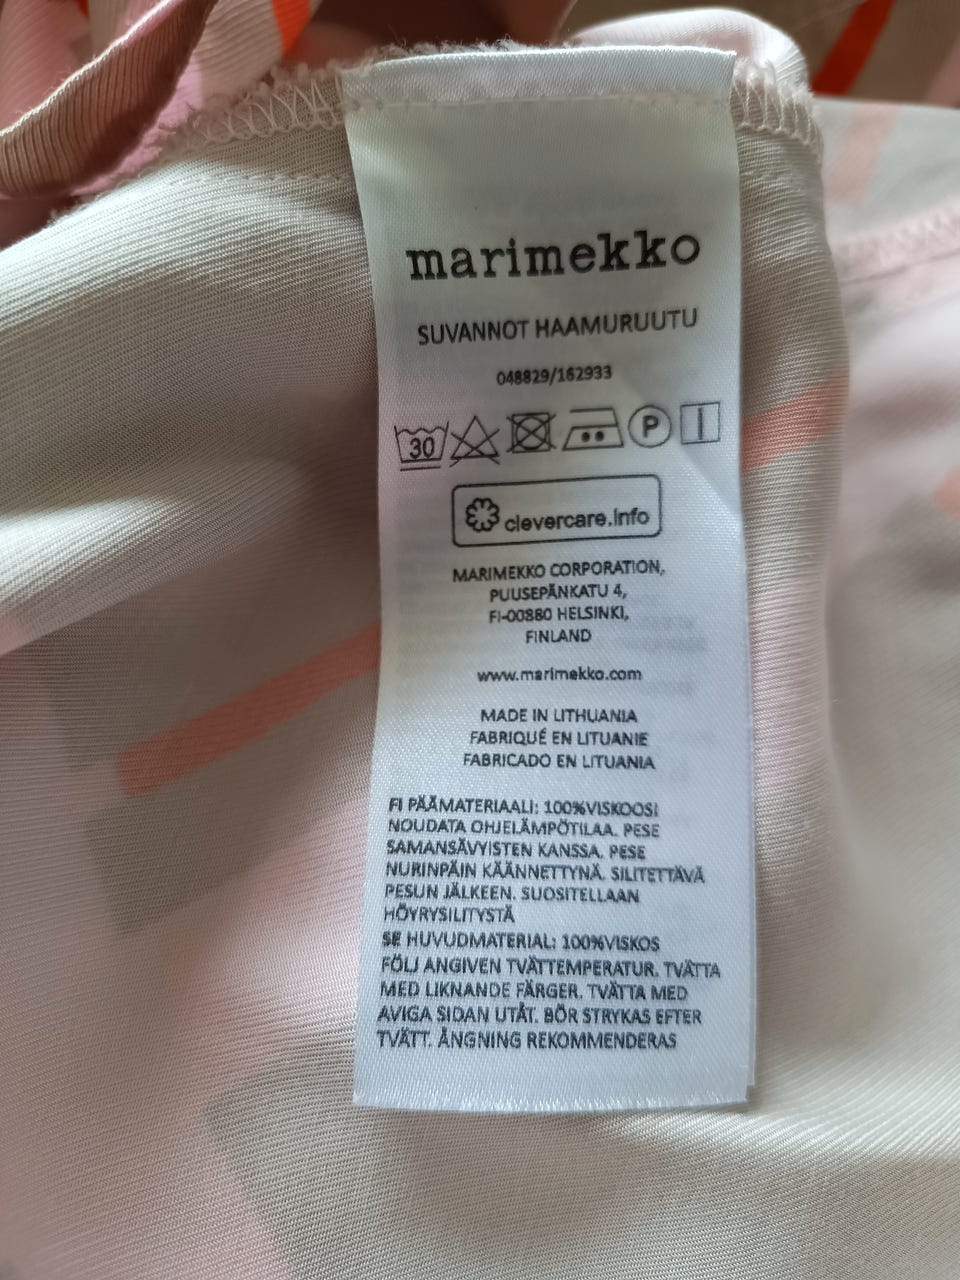 marimekko
SUVANNOT HAAMURUUTU
048829/162933
30 P
clevercare.info
MARIMEKKO CORPORATION,
PUUSEPÄNKATU 4,
FI-00880 HELSINKI,
FINLAND
www.marimekko.com
MADE IN LITHUANIA
FABRIQUÉ EN LITUANIE
FABRICADO EN LITUANIA
FI PÄÄMATERIAALI: 100%VISKOOSI
NOUDATA OHJELÄMPÖTILAA. PESE
SAMANSÄVYISTEN KANSSA. PESE
NURINPÄIN KÄÄNNETTYNÄ. SILITETTÄVÄ
PESUN JÄLKEEN. SUOSITELLAAN
HÖYRYSILITYSTÄ
SE HUVUDMATERIAL: 100%VISKOS
FÖLJ ANGIVEN TVÄTTEMPERATUR. TVÄTTA
MED LIKNANDE FÄRGER. TVÄTTA MED
AVIGA SIDAN UTÅT. BÖR STRYKAS EFTER
TVÄTT. ÅNGNING REKOMMENDERAS